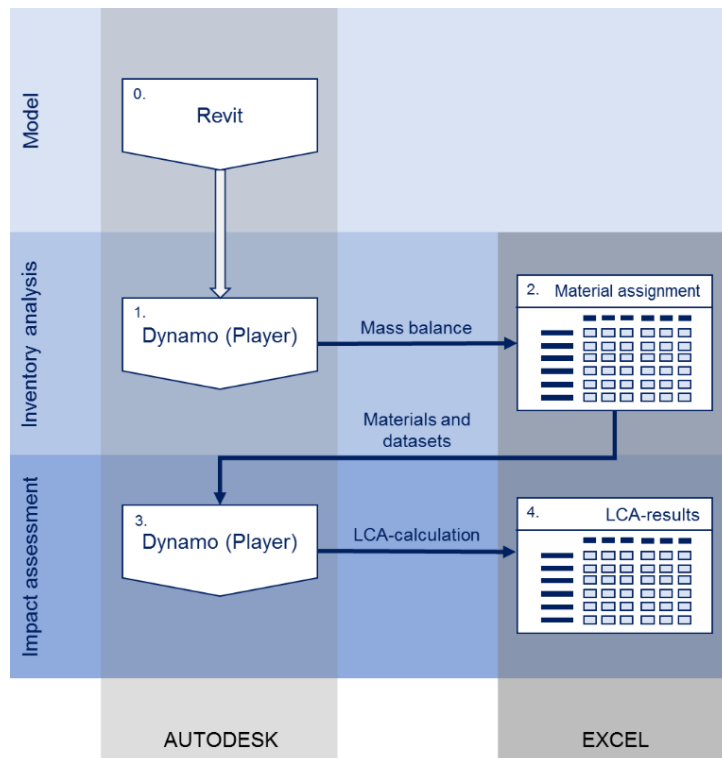 Model
0.
Revit
Inventory analysis
1.
Dynamo (Player)
Mass balance
2.
Material assignment
Materials and
datasets
Impact assessment
3.
Dynamo (Player)
LCA-calculation
4.
LCA-results
AUTODESK
EXCEL